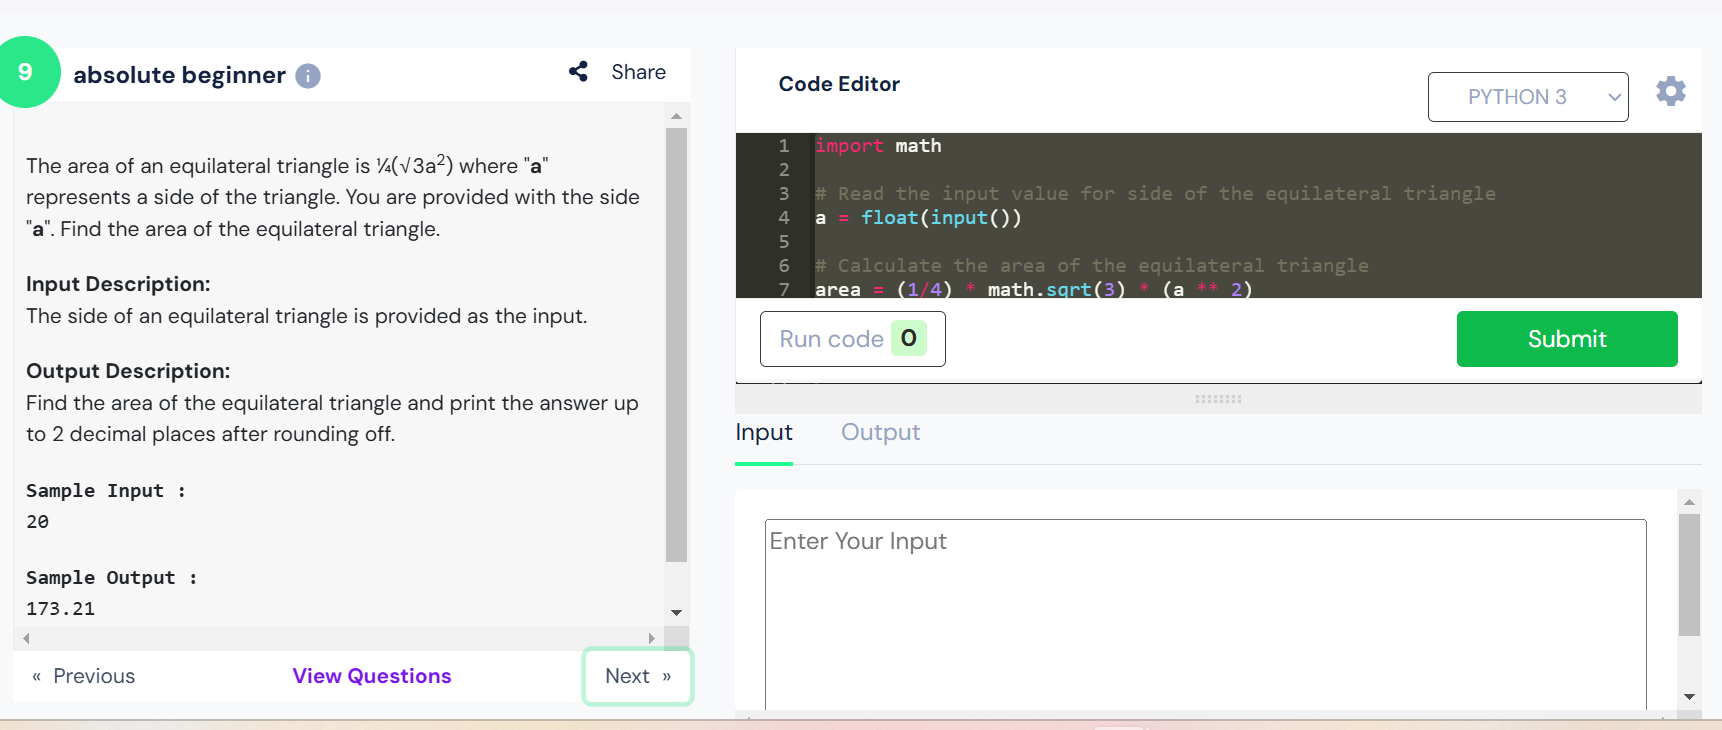 9
absolute beginner i
Share
The area of an equilateral triangle is ¼(√3a²) where "a"
represents a side of the triangle. You are provided with the side
"a". Find the area of the equilateral triangle.
Input Description:
The side of an equilateral triangle is provided as the input.
Output Description:
Find the area of the equilateral triangle and print the answer up
to 2 decimal places after rounding off.
Sample Input :
20
Sample Output :
173.21
« Previous
View Questions
Next »
Code Editor
PYTHON 3
1 import math
2
3 # Read the input value for side of the equilateral triangle
4 a = float(input())
5
6 # Calculate the area of the equilateral triangle
7 area = (1/4) * math.sqrt(3) * (a ** 2)
Run code 0
Submit
Input
Output
Enter Your Input